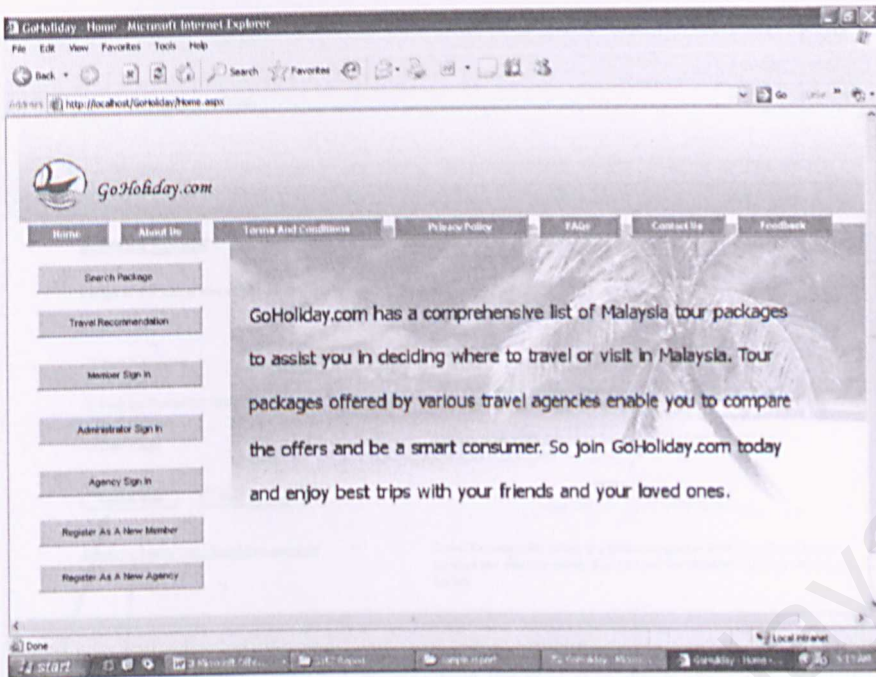 GoHoliday - Home - Microsoft Internet Explorer
File Edit View Favorites Tools Help
Back Search Favorites
Address http://localhost/GoHoliday/Home.aspx Go Links
GoHoliday.com
Home About Us Terms And Conditions Privacy Policy FAQs Contact Us Feedback
Search Package
Travel Recommendation
Member Sign In
Administrator Sign In
Agency Sign In
Register As A New Member
Register As A New Agency
GoHoliday.com has a comprehensive list of Malaysia tour packages
to assist you in deciding where to travel or visit in Malaysia. Tour
packages offered by various travel agencies enable you to compare
the offers and be a smart consumer. So join GoHoliday.com today
and enjoy best trips with your friends and your loved ones.
Done Local intranet
start GoHoliday - Home -